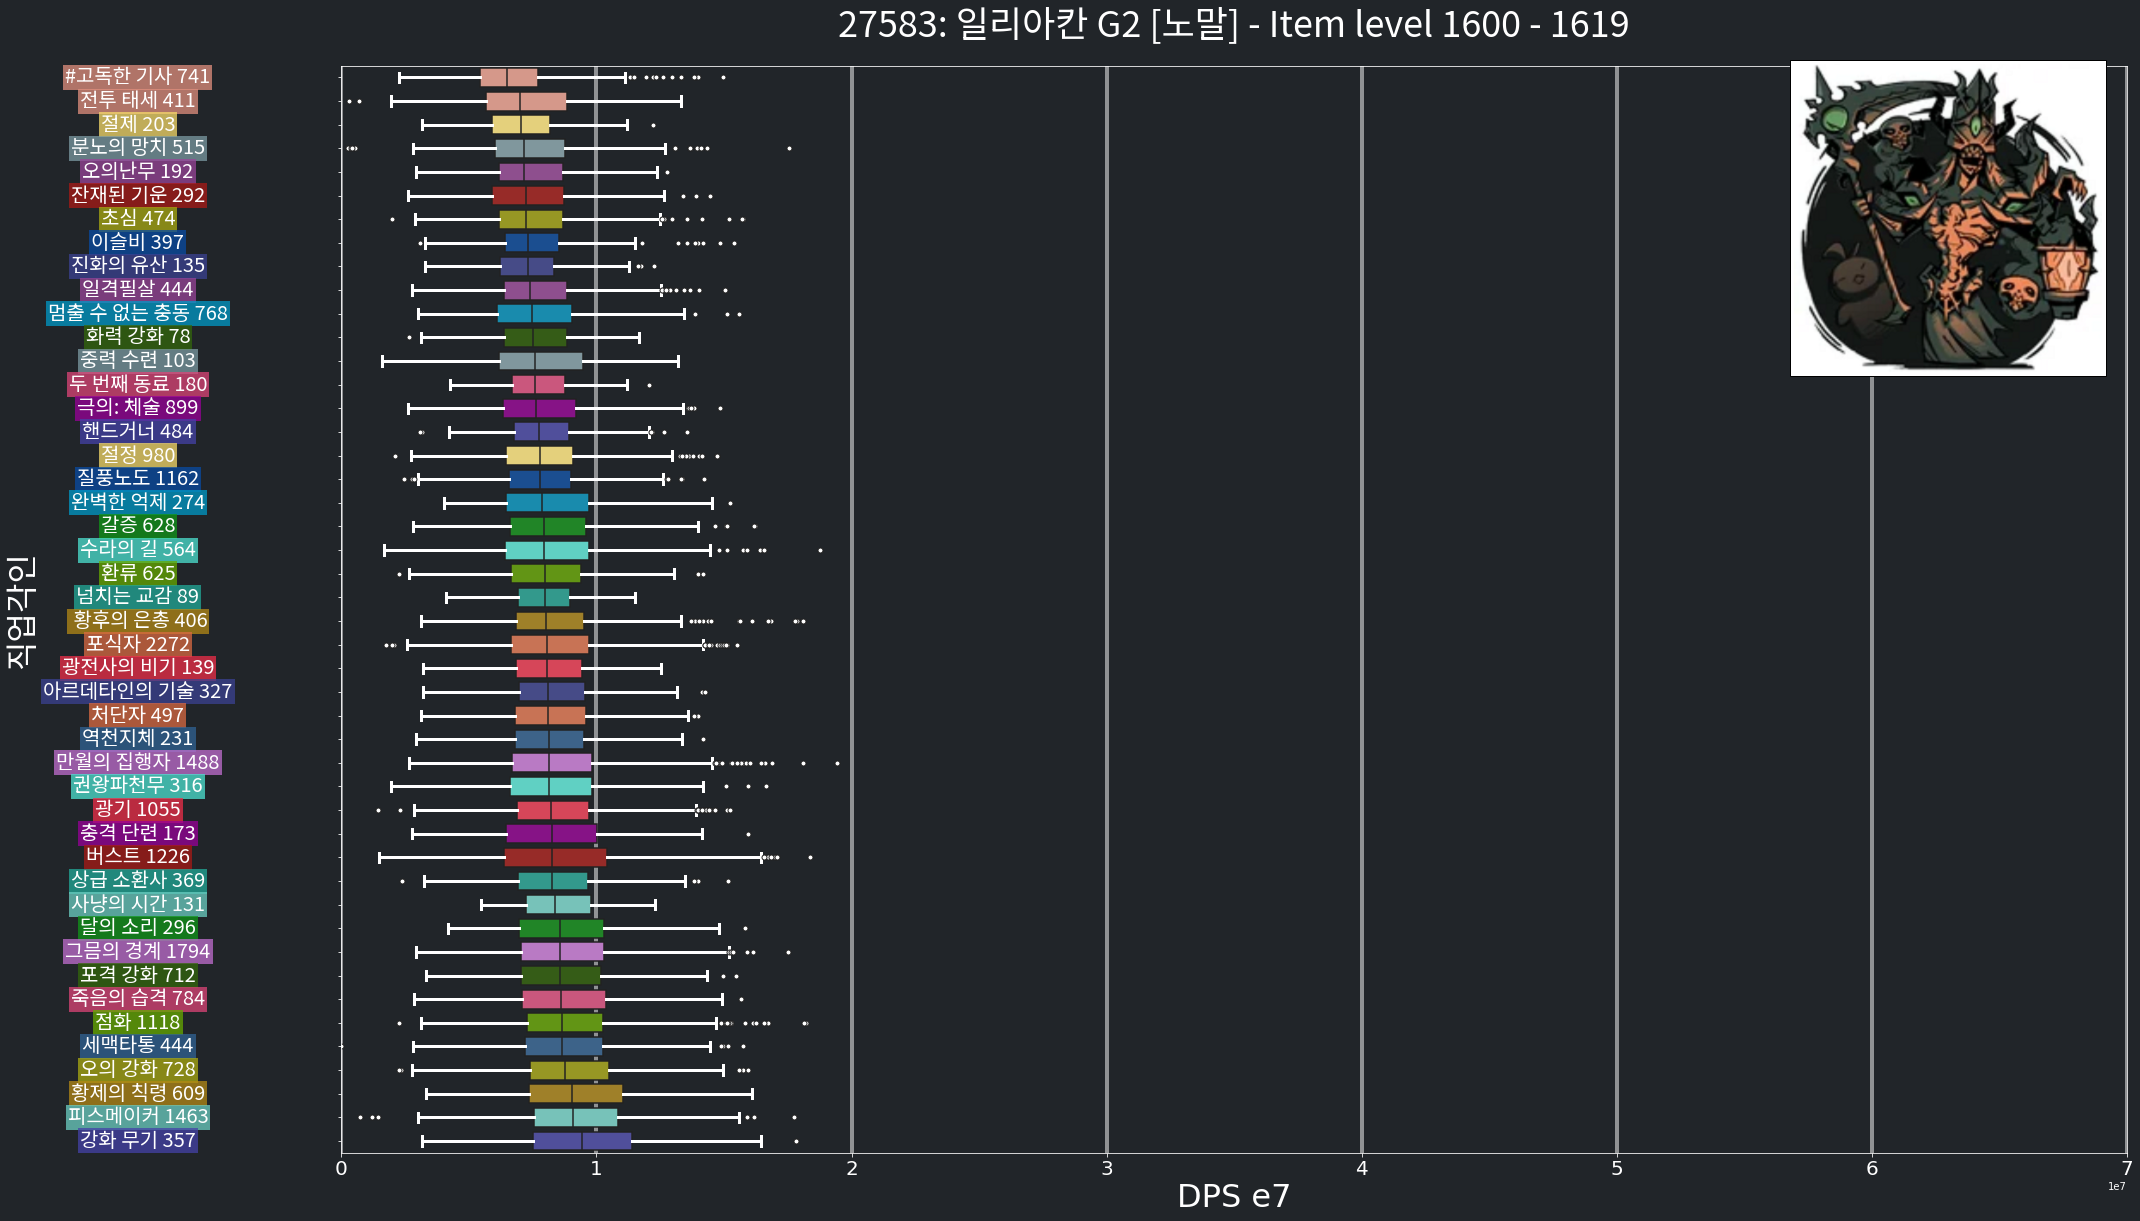 27583: 일리아칸 G2 [노말] - Item level 1600 - 1619
#고독한 기사 741
전투 태세 411
절제 203
분노의 망치 515
오의난무 192
잔재된 기운 292
초심 474
이슬비 397
진화의 유산 135
일격필살 444
멈출 수 없는 충동 768
화력 강화 78
중력 수련 103
두 번째 동료 180
극의: 체술 899
핸드거너 484
절정 980
질풍노도 1162
완벽한 억제 274
갈증 628
수라의 길 564
환류 625
넘치는 교감 89
황후의 은총 406
포식자 2272
광전사의 비기 139
아르데타인의 기술 327
처단자 497
역천지체 231
만월의 집행자 1488
권왕파천무 316
광기 1055
충격 단련 173
버스트 1226
상급 소환사 369
사냥의 시간 131
달의 소리 296
그믐의 경계 1794
포격 강화 712
죽음의 습격 784
점화 1118
세맥타통 444
오의 강화 728
황제의 칙령 609
피스메이커 1463
강화 무기 357
직업각인
0 1 2 3 4 5 6 7
DPS e7
1e7